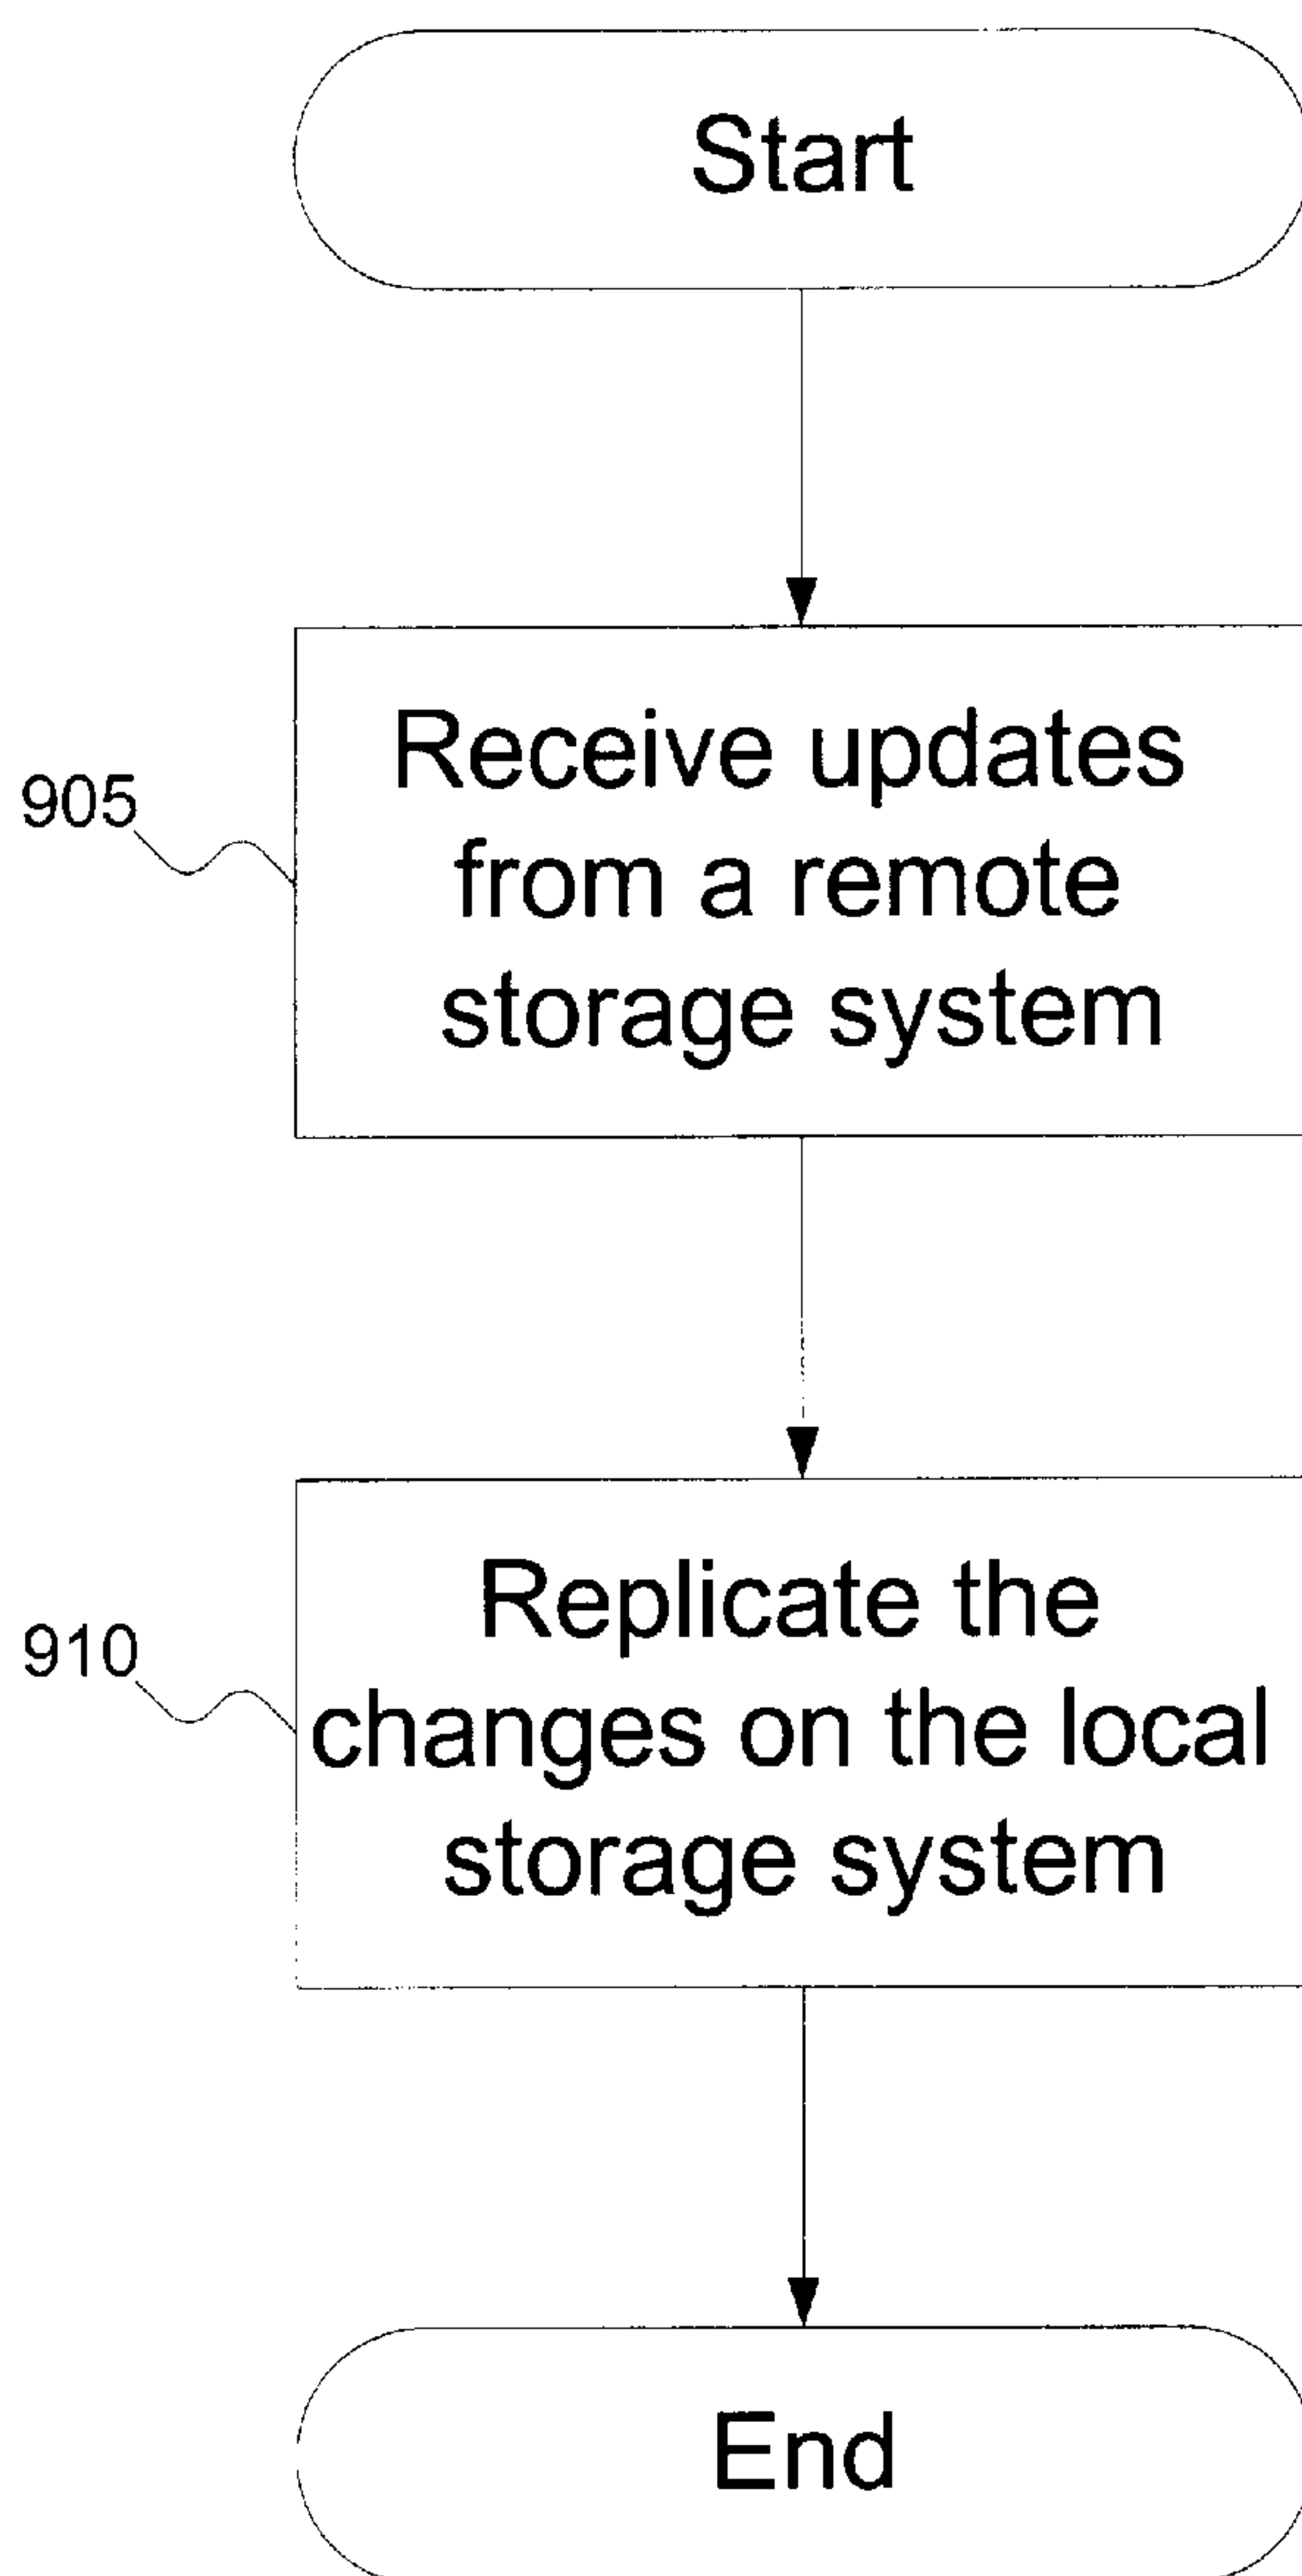 Start
905
Receive updates
from a remote
storage system
910
Replicate the
changes on the local
storage system
End